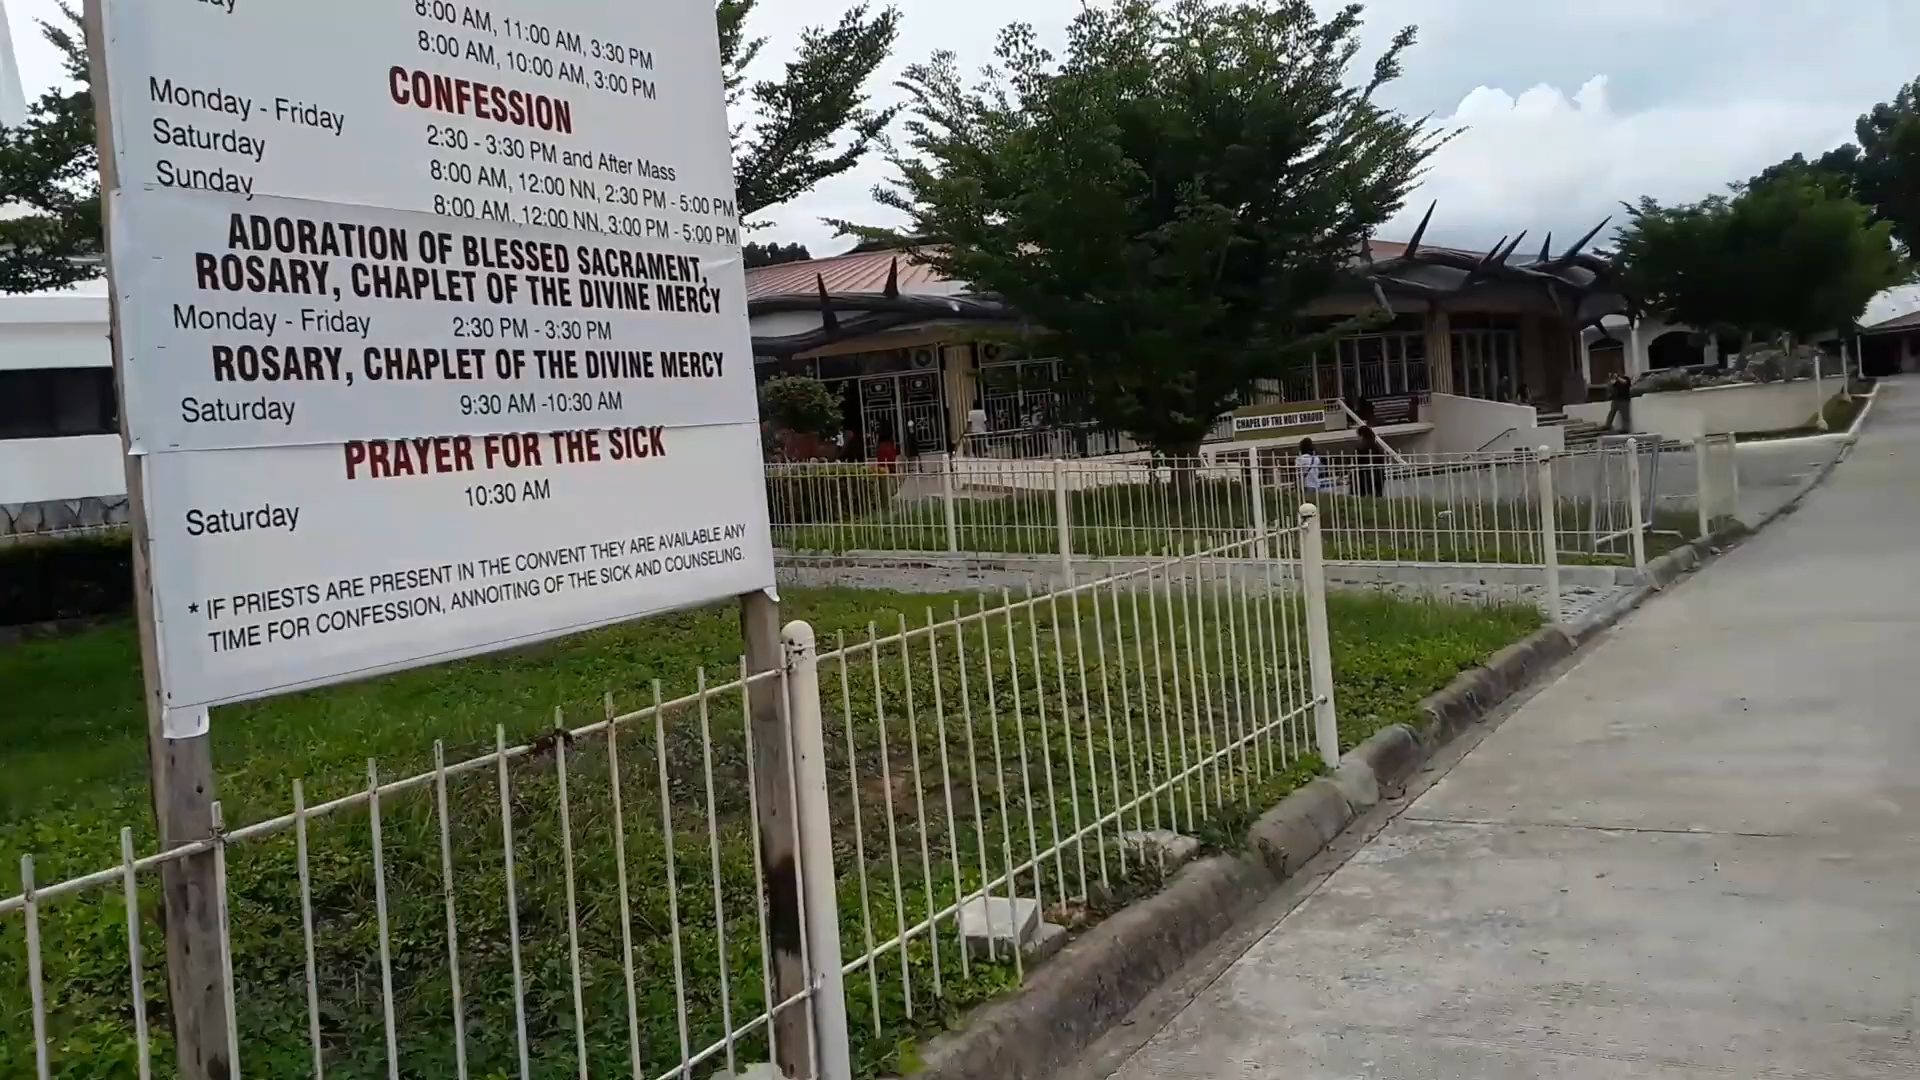 8:00 AM, 11:00 AM, 3:30 PM
8:00 AM, 10:00 AM, 3:00 PM
CONFESSION
Monday - Friday 2:30 - 3:30 PM and After Mass
Saturday 8:00 AM, 12:00 NN, 2:30 PM - 5:00 PM
Sunday 8:00 AM, 12:00 NN, 3:00 PM - 5:00 PM
ADORATION OF BLESSED SACRAMENT,
ROSARY, CHAPLET OF THE DIVINE MERCY
Monday - Friday 2:30 PM - 3:30 PM
ROSARY, CHAPLET OF THE DIVINE MERCY
Saturday 9:30 AM -10:30 AM
PRAYER FOR THE SICK
Saturday 10:30 AM
* IF PRIESTS ARE PRESENT IN THE CONVENT THEY ARE AVAILABLE ANY
TIME FOR CONFESSION, ANNOITING OF THE SICK AND COUNSELING.
CHAPEL OF THE HOLY SHROUD